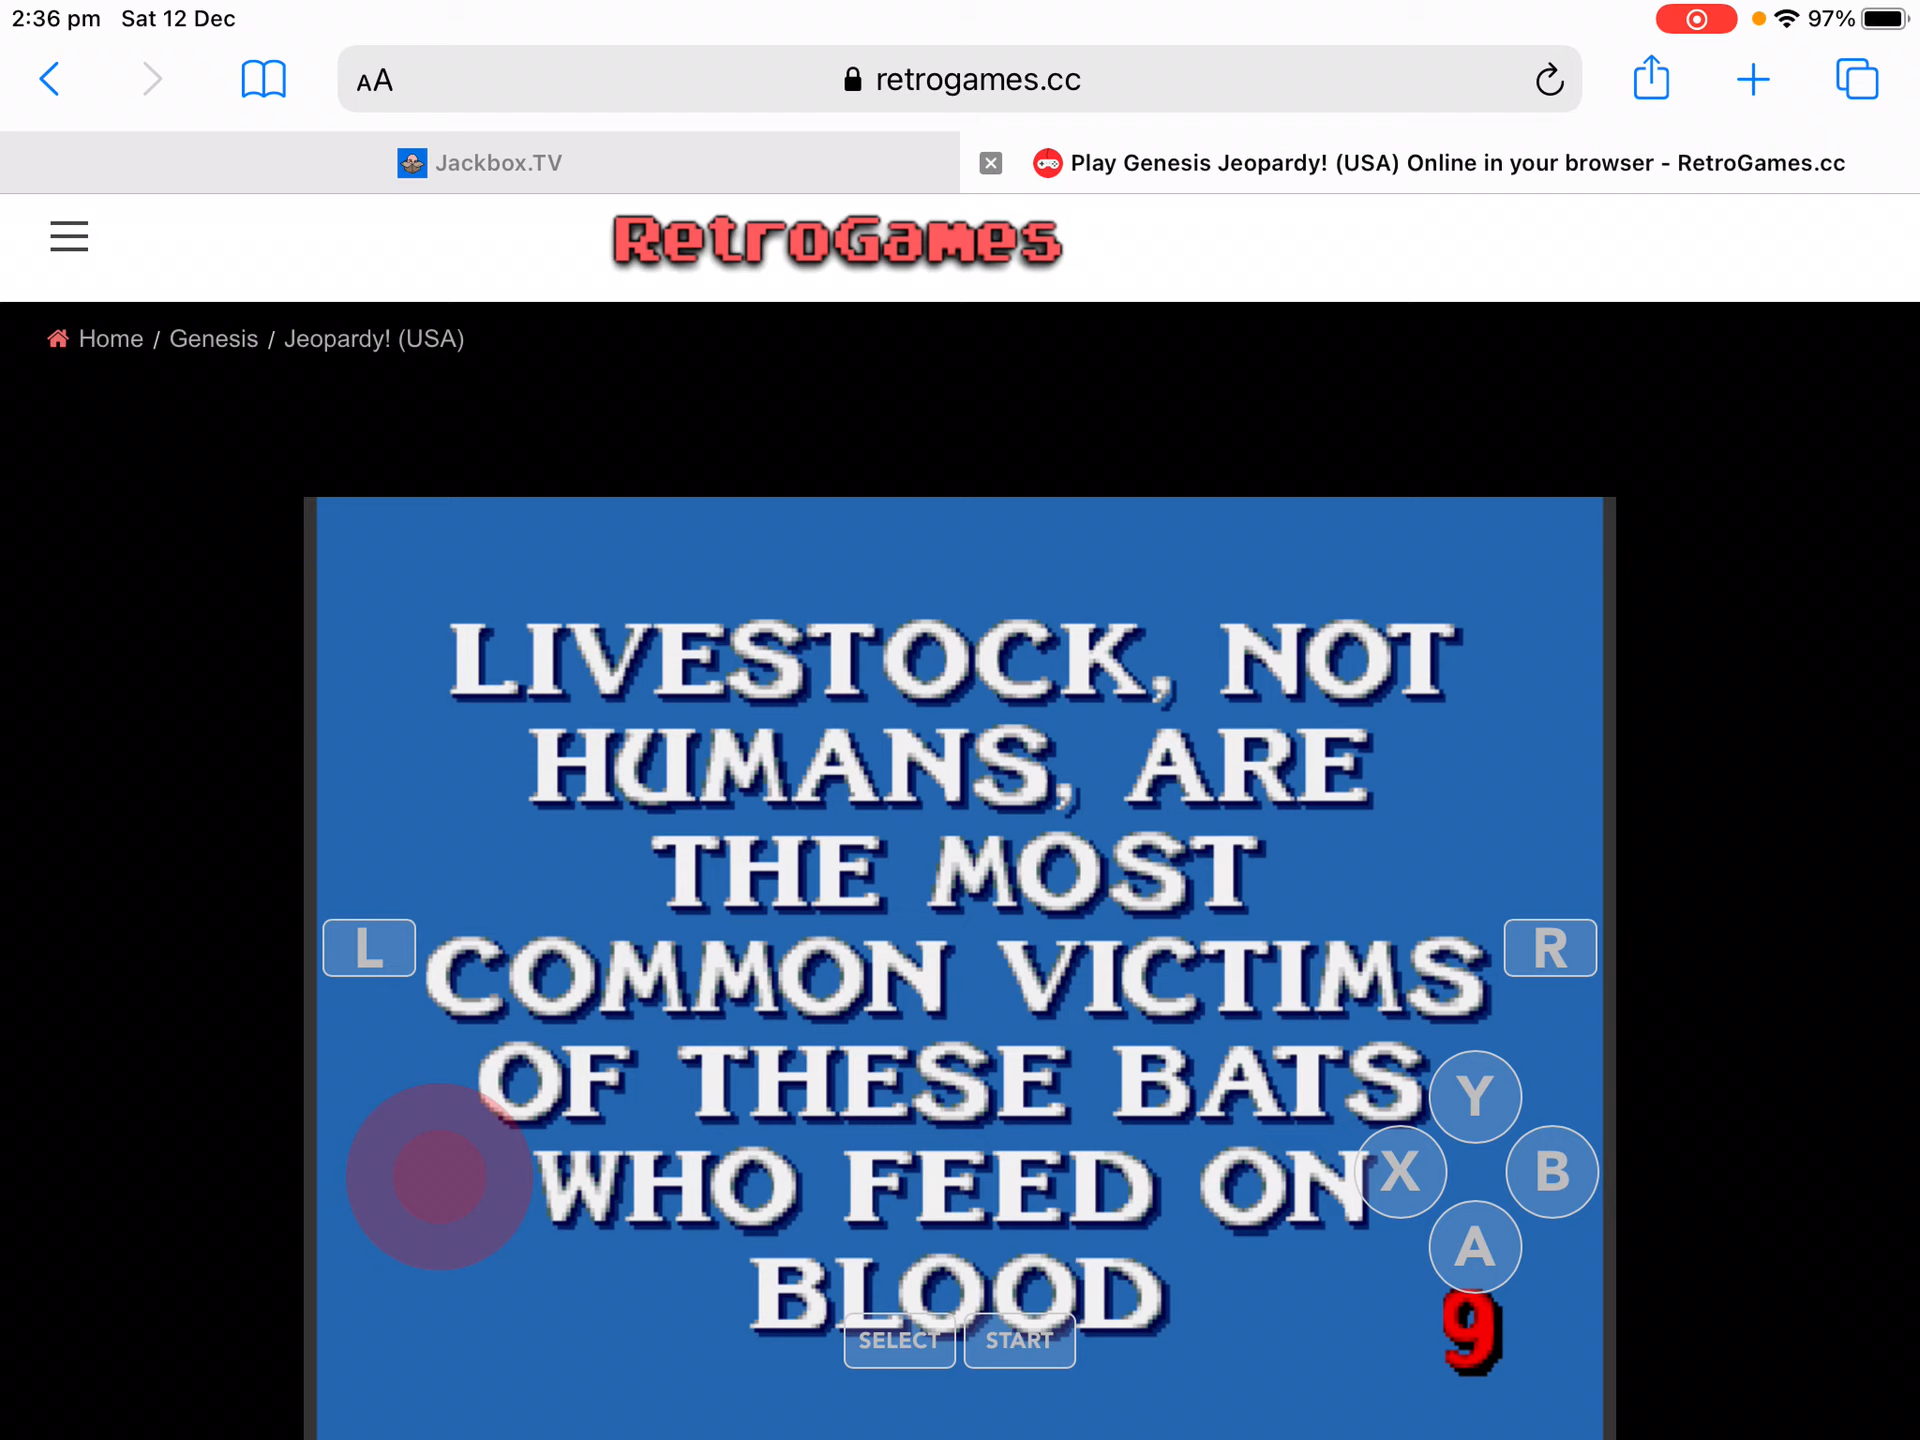 2:36 pm Sat 12 Dec 97%
AA retrogames.cc
Jackbox.TV Play Genesis Jeopardy! (USA) Online in your browser - RetroGames.cc
RetroGames
Home / Genesis / Jeopardy! (USA)
LIVESTOCK, NOT
HUMANS, ARE
THE MOST
L COMMON VICTIMS R
OF THESE BATS Y
WHO FEED ON X B
A
BLOOD 9
SELECT START